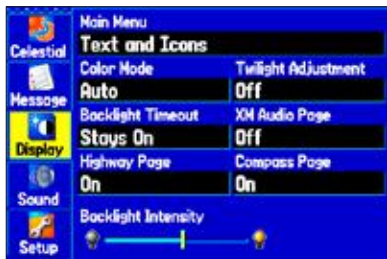 Celestial
Message
Display
Sound
Setup
Main Menu
Text and Icons
Color Mode
Twilight Adjustment
Auto
Off
Backlight Timeout
XM Audio Page
Stays On
Off
Highway Page
Compass Page
On
On
Backlight Intensity